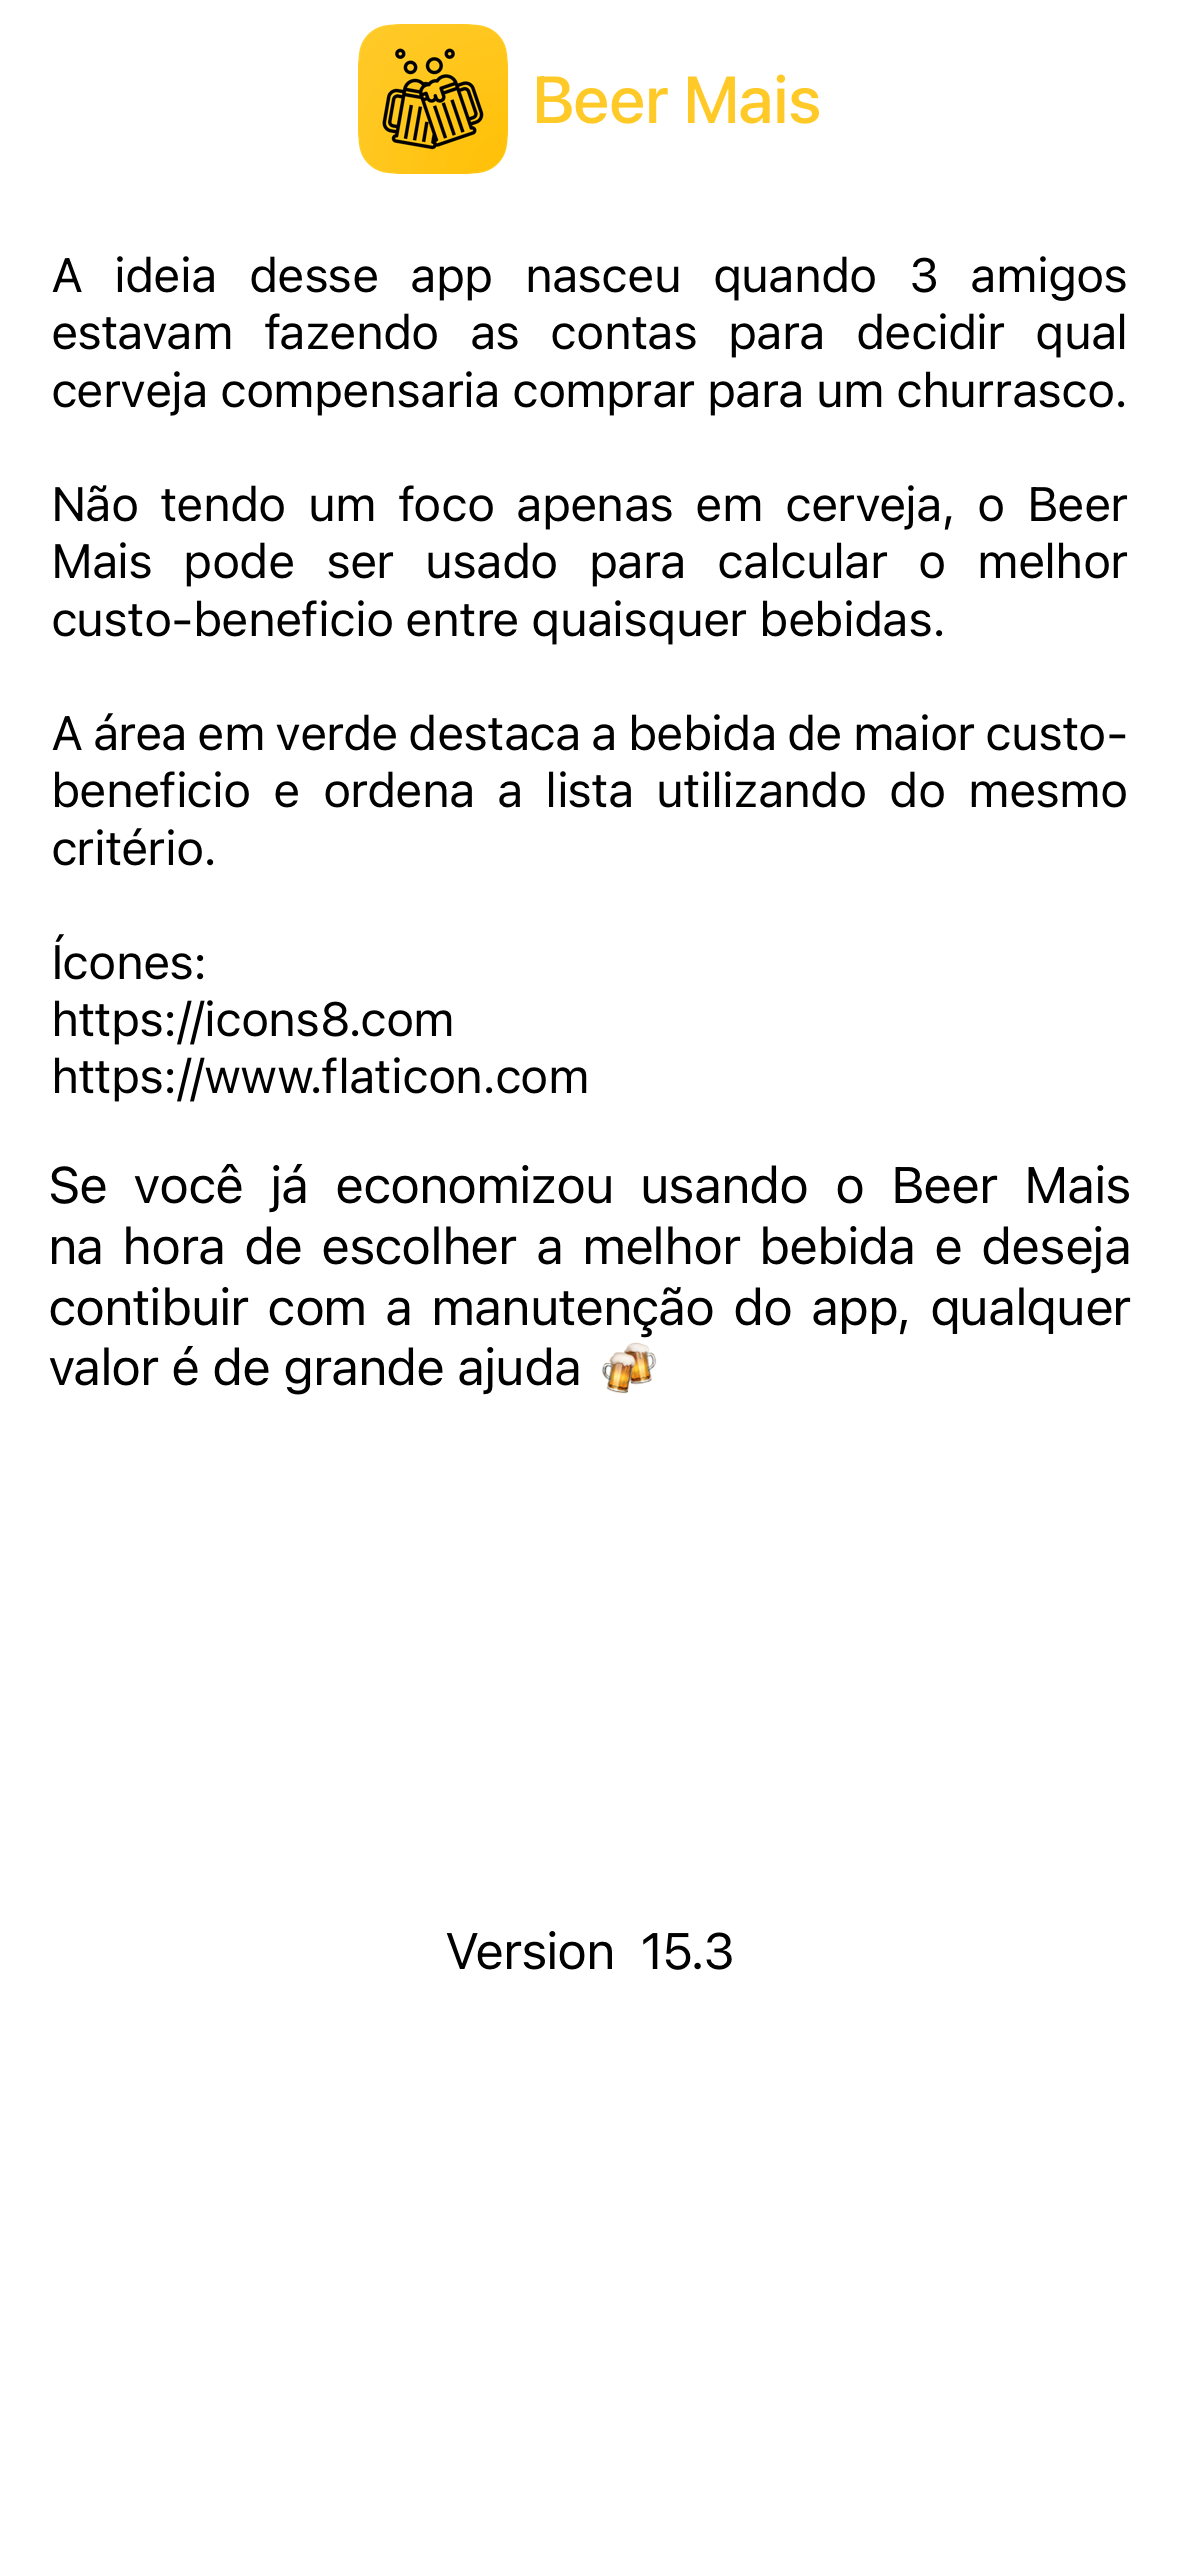 Beer Mais
A ideia desse app nasceu quando 3 amigos
estavam fazendo as contas para decidir qual
cerveja compensaria comprar para um churrasco.
Não tendo um foco apenas em cerveja, o Beer
Mais pode ser usado para calcular o melhor
custo-beneficio entre quaisquer bebidas.
A área em verde destaca a bebida de maior custo-
beneficio e ordena a lista utilizando do mesmo
critério.
Ícones:
https://icons8.com
https://www.flaticon.com
Se você já economizou usando o Beer Mais
na hora de escolher a melhor bebida e deseja
contibuir com a manutenção do app, qualquer
valor é de grande ajuda 🍻
Version 15.3